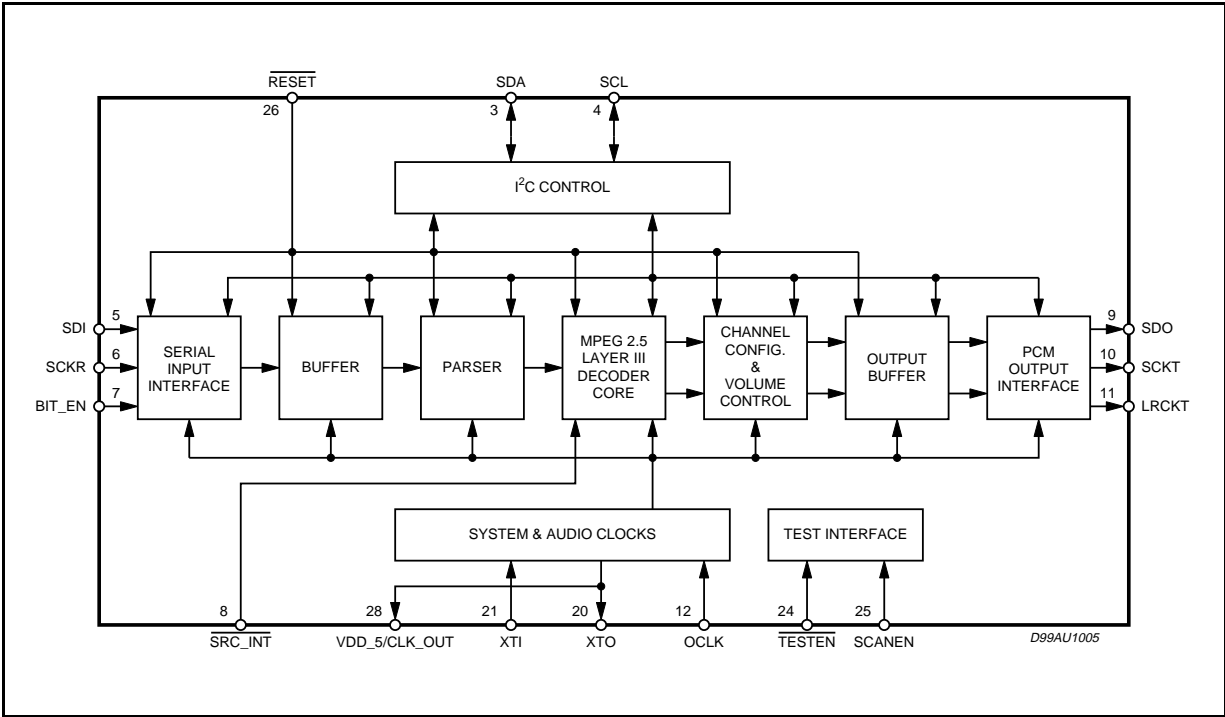 RESET
SDA
SCL
26
3
4
I²C CONTROL
SDI
5
SCKR
6
BIT_EN
7
SERIAL
INPUT
INTERFACE
BUFFER
PARSER
MPEG 2.5
LAYER III
DECODER
CORE
CHANNEL
CONFIG.
&
VOLUME
CONTROL
OUTPUT
BUFFER
PCM
OUTPUT
INTERFACE
9
SDO
10
SCKT
11
LRCKT
SYSTEM & AUDIO CLOCKS
TEST INTERFACE
8
28
21
20
12
24
25
SRC_INT
VDD_5/CLK_OUT
XTI
XTO
OCLK
TESTEN
SCANEN
D99AU1005